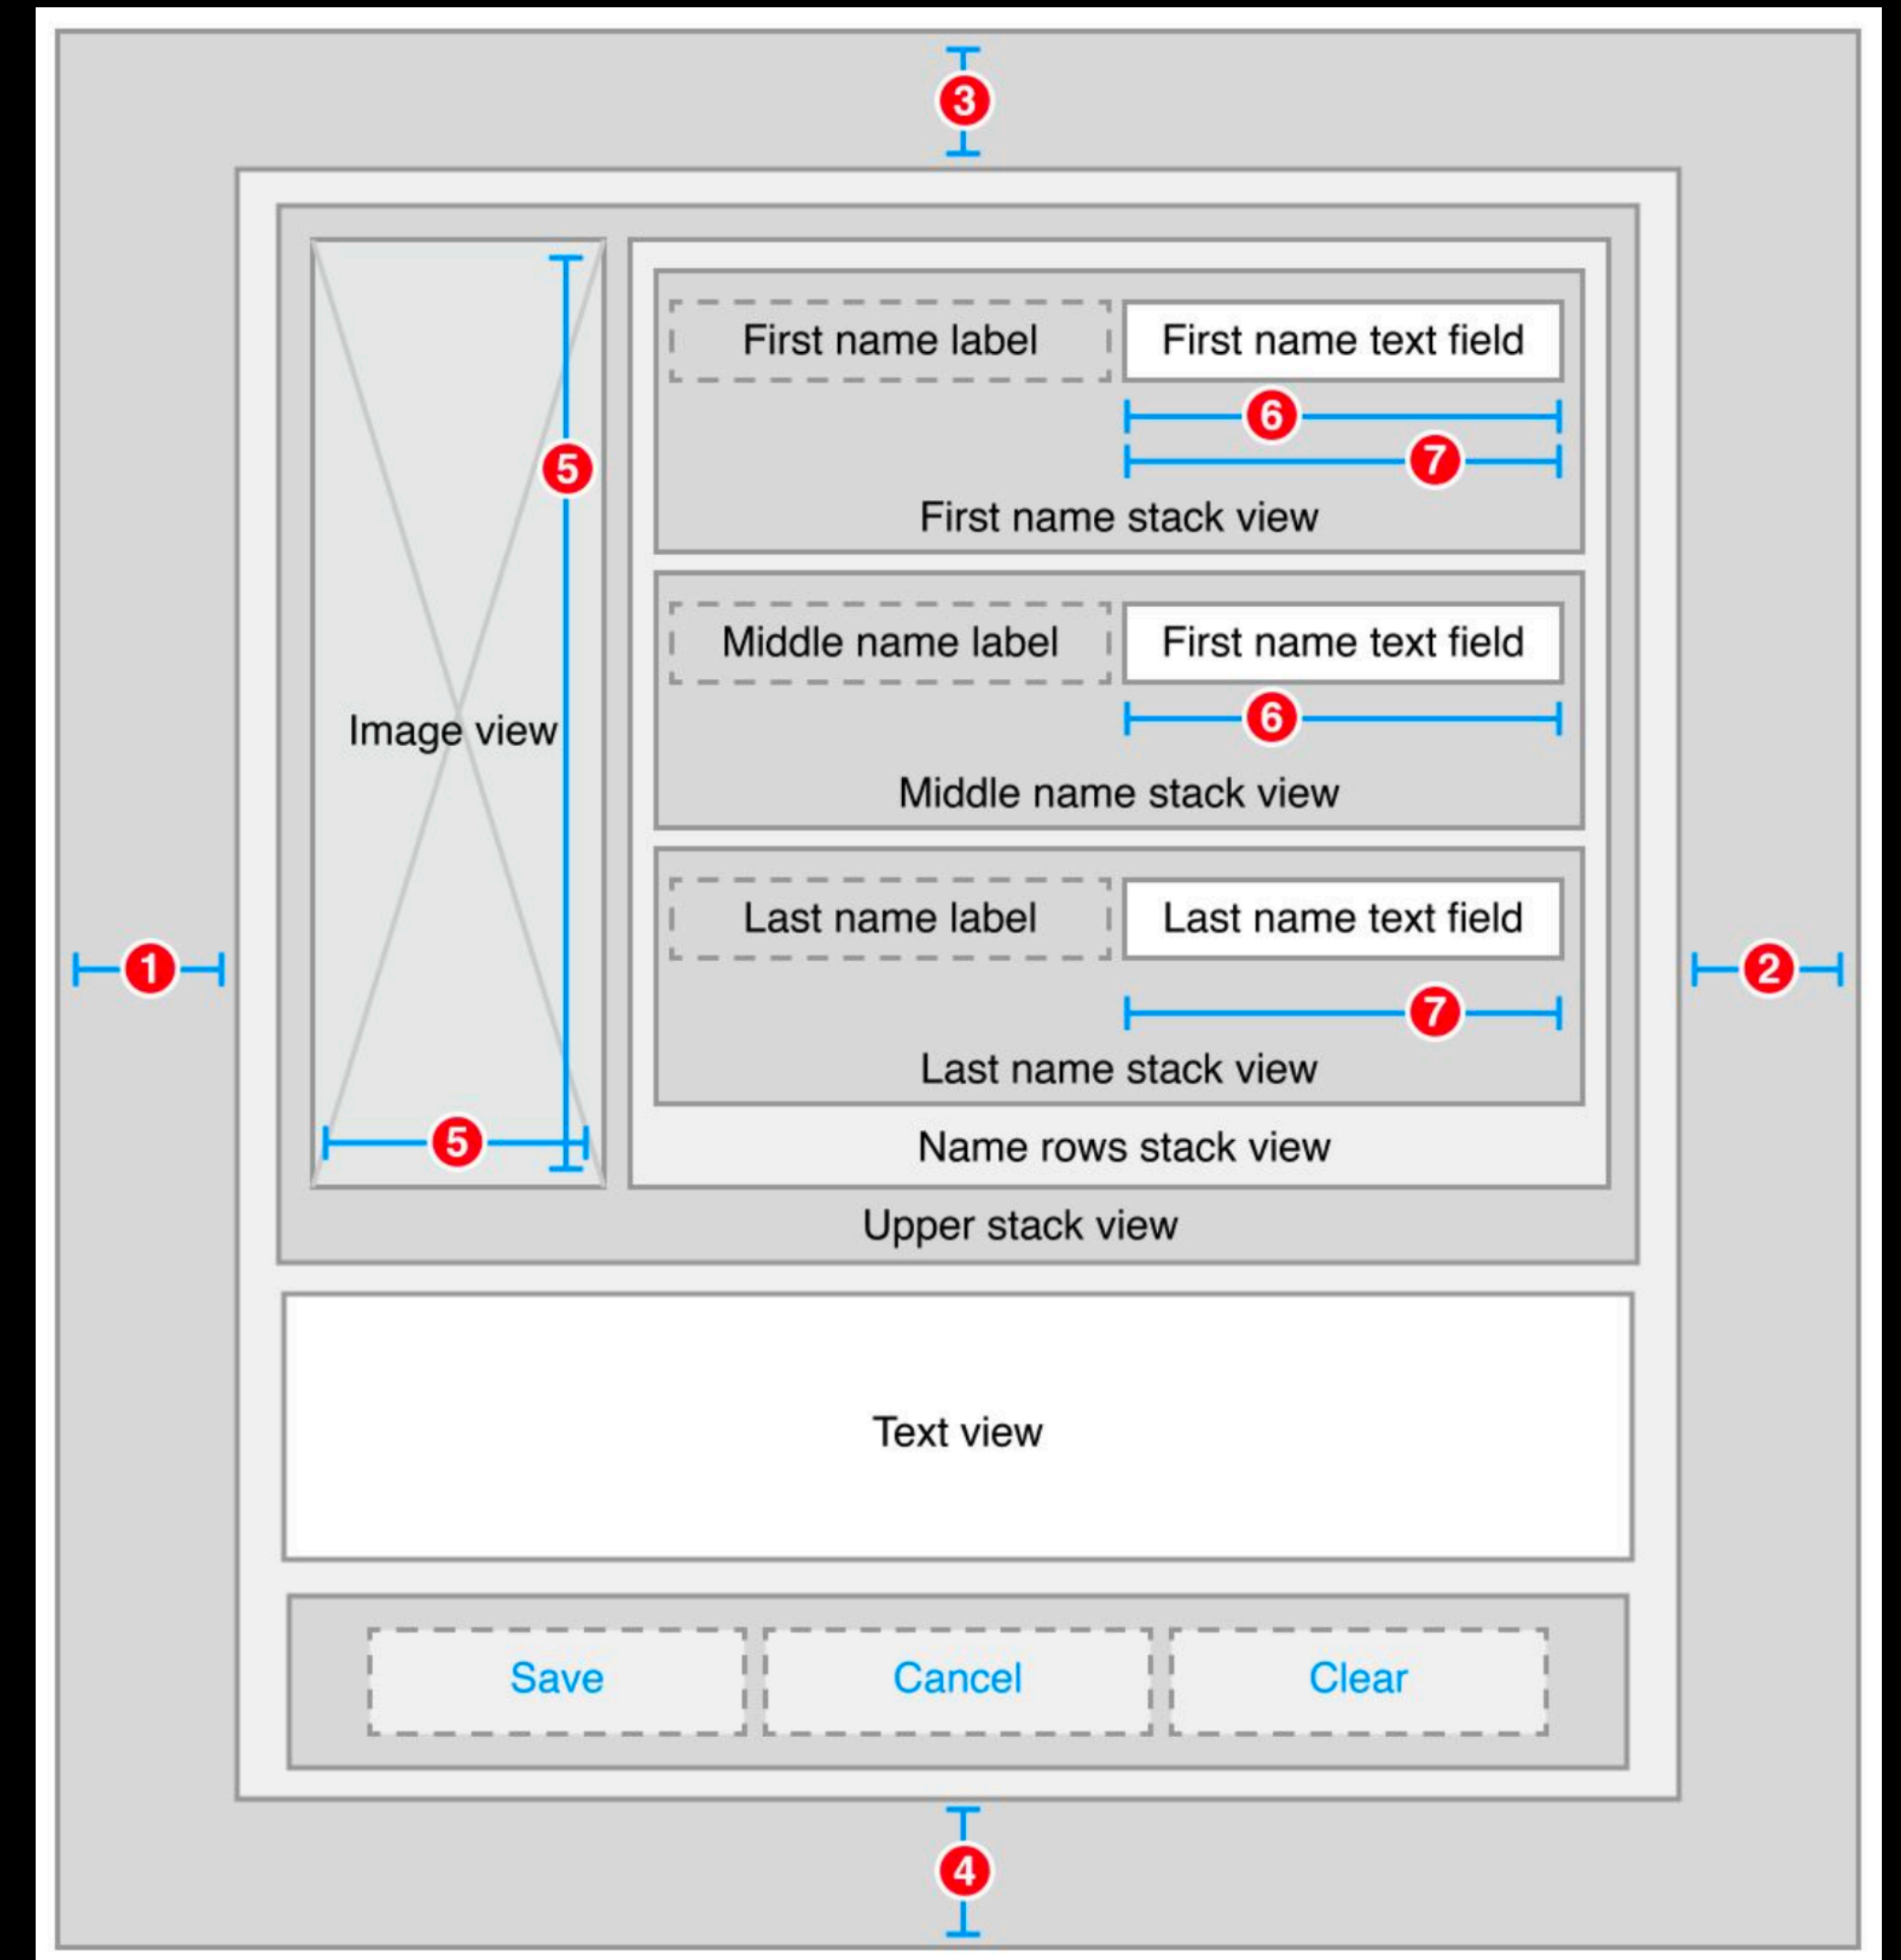 3
First name label
First name text field
6
5
7
First name stack view
Middle name label
First name text field
6
Image view
Middle name stack view
Last name label
Last name text field
1
2
7
Last name stack view
5
Name rows stack view
Upper stack view
Text view
Save
Cancel
Clear
4